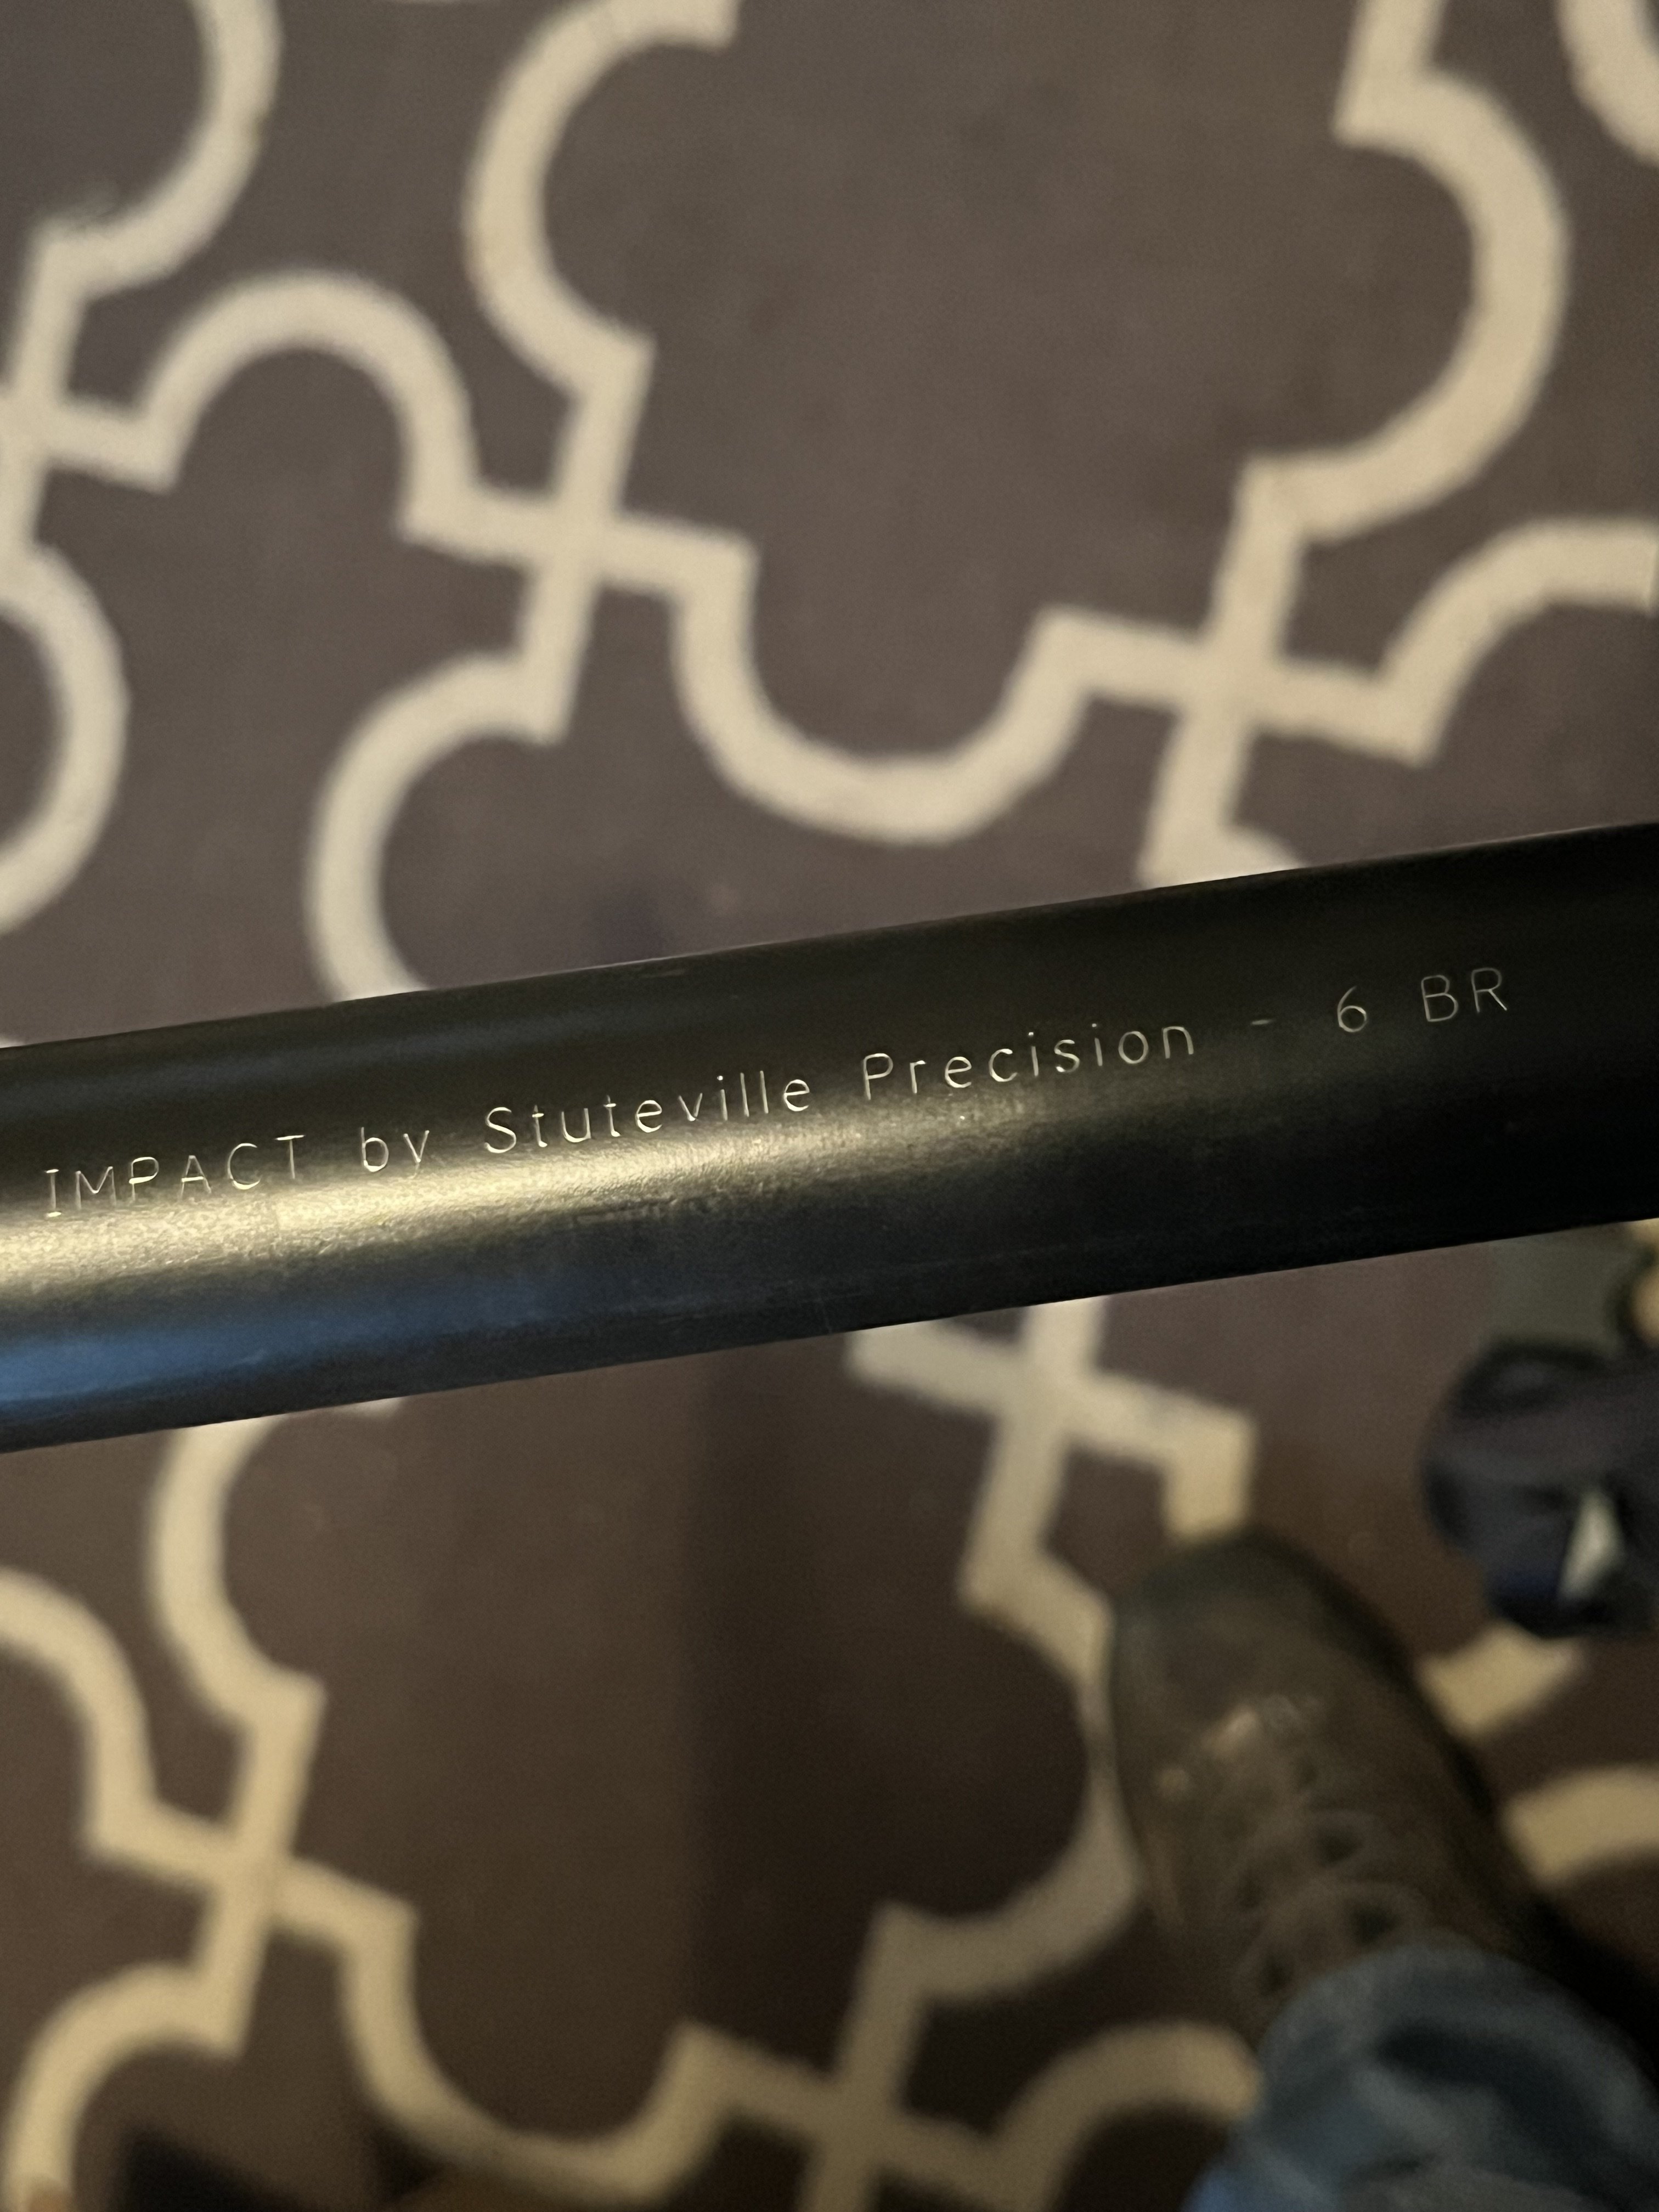 IMPACT by Stuteville Precision - 6 BR